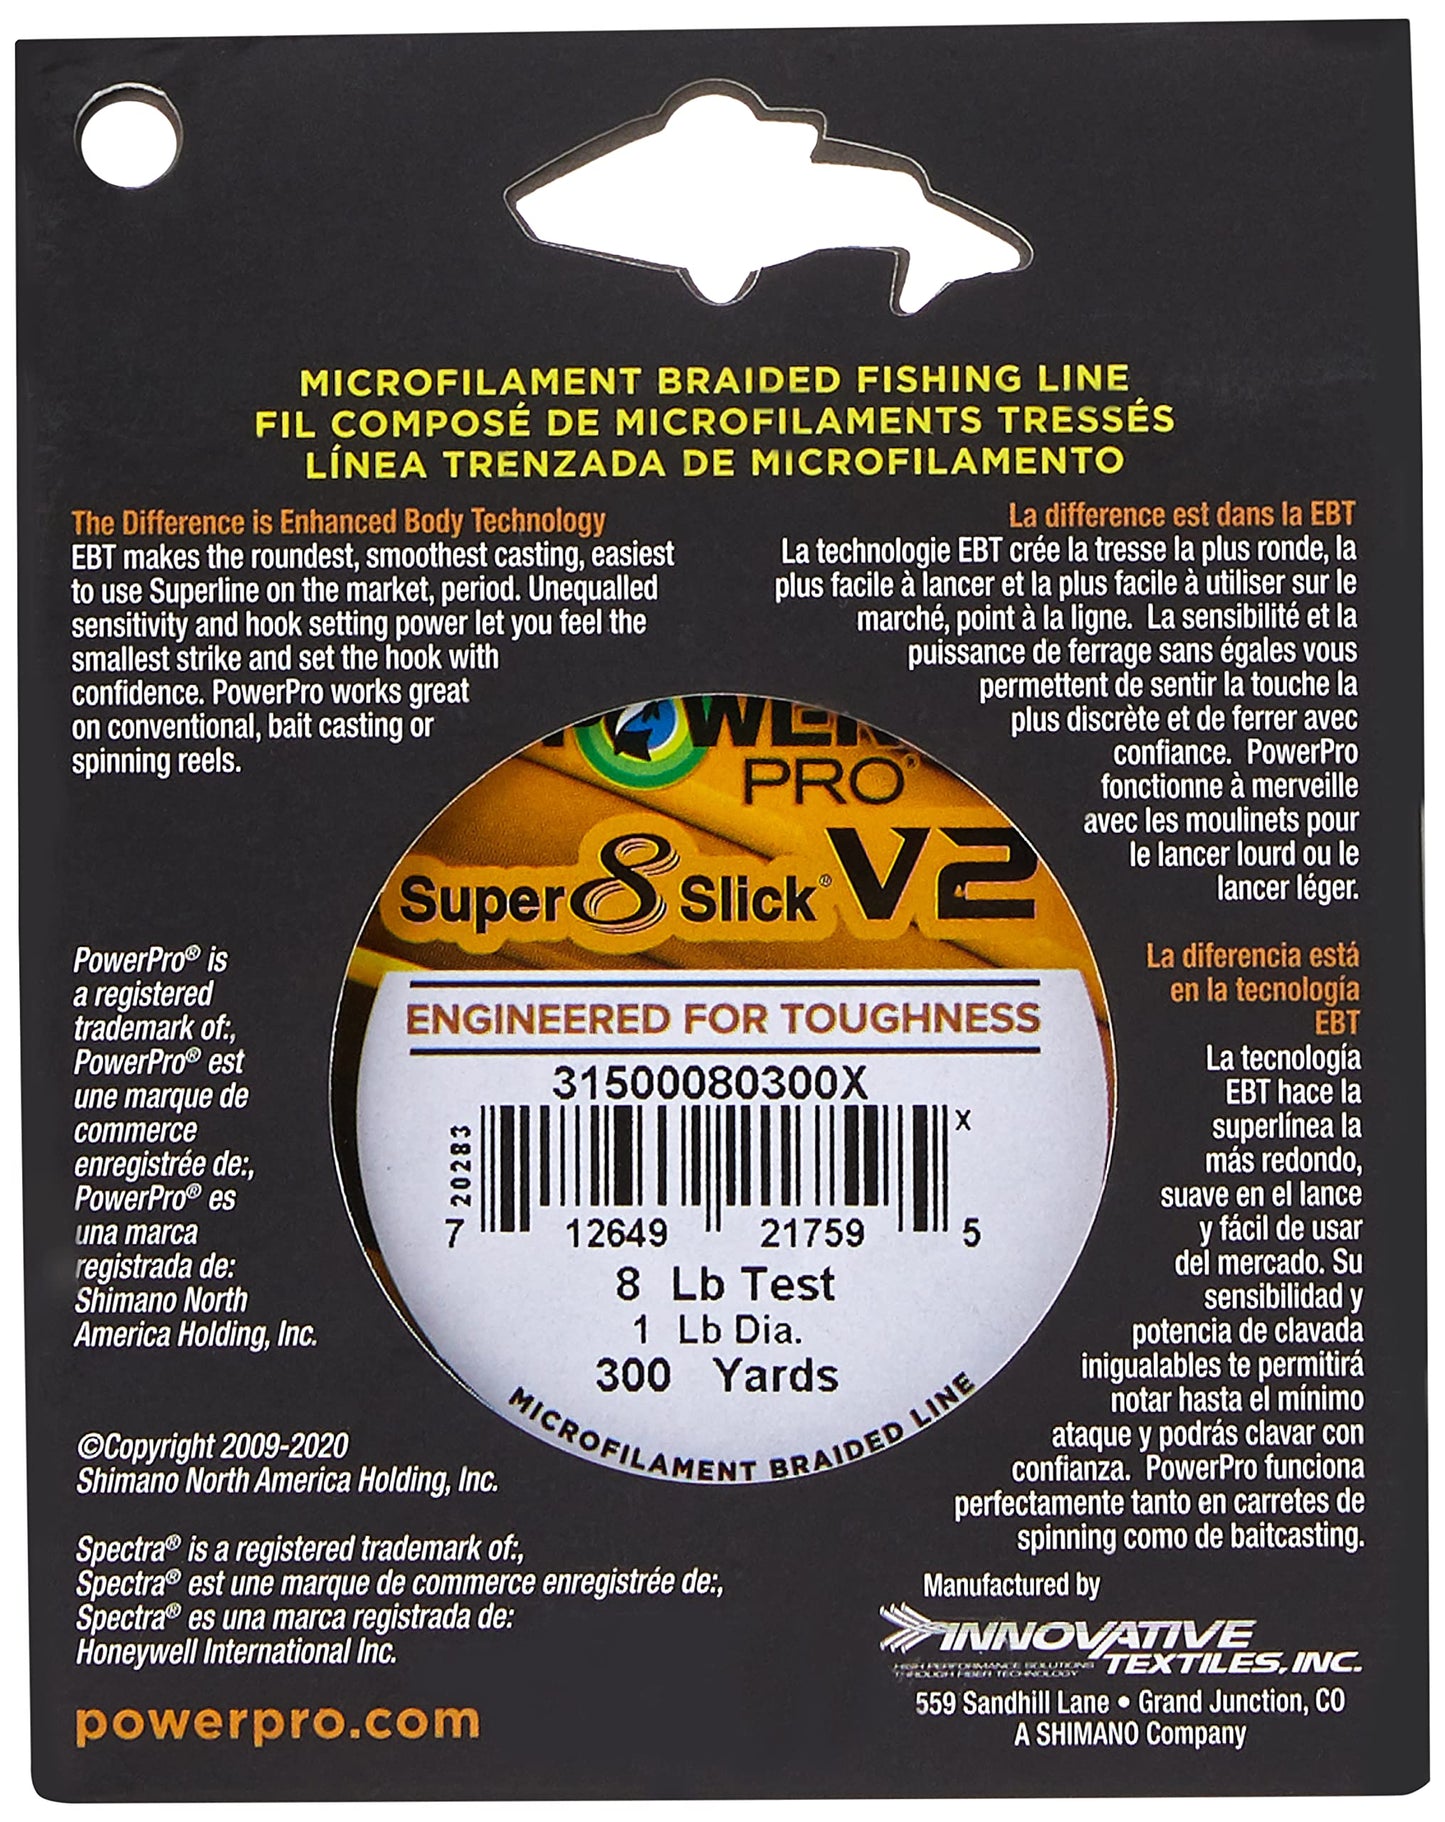 MICROFILAMENT BRAIDED FISHING LINE
FIL COMPOSÉ DE MICROFILAMENTS TRESSÉS
LÍNEA TRENZADA DE MICROFILAMENTO
The Difference is Enhanced Body Technology
EBT makes the roundest, smoothest casting, easiest
to use Superline on the market, period. Unequalled
sensitivity and hook setting power let you feel the
smallest strike and set the hook with
confidence. PowerPro works great
on conventional, bait casting or
spinning reels.
La difference est dans la EBT
La technologie EBT crée la tresse la plus ronde, la
plus facile à lancer et la plus facile à utiliser sur le
marché, point à la ligne. La sensibilité et la
puissance de ferrage sans égales vous
permettent de sentir la touche la
plus discrète et de ferrer avec
confiance. PowerPro
fonctionne à merveille
avec les moulinets pour
le lancer lourd ou le
lancer léger.
La diferencia está
en la tecnología
EBT
La tecnología
EBT hace la
superlínea la
más redondo,
suave en el lance
y fácil de usar
del mercado. Su
sensibilidad y
potencia de clavada
inigualables te permitirá
notar hasta el mínimo
ataque y podrás clavar con
confianza. PowerPro funciona
perfectamente tanto en carretes de
spinning como de baitcasting.
POWER
PRO®
Super 8 Slick® V2
ENGINEERED FOR TOUGHNESS
31500080300X
X
20283
7 12649 21759 5
8 Lb Test
1 Lb Dia.
300 Yards
MICROFILAMENT BRAIDED LINE
PowerPro® is
a registered
trademark of:,
PowerPro® est
une marque de
commerce
enregistrée de:,
PowerPro® es
una marca
registrada de:
Shimano North
America Holding, Inc.
©Copyright 2009-2020
Shimano North America Holding, Inc.
Spectra® is a registered trademark of:,
Spectra® est une marque de commerce enregistrée de:,
Spectra® es una marca registrada de:
Honeywell International Inc.
powerpro.com
Manufactured by
INNOVATIVE
TEXTILES, INC.
HIGH PERFORMANCE SOLUTIONS
THROUGH FIBER TECHNOLOGY
559 Sandhill Lane • Grand Junction, CO
A SHIMANO Company